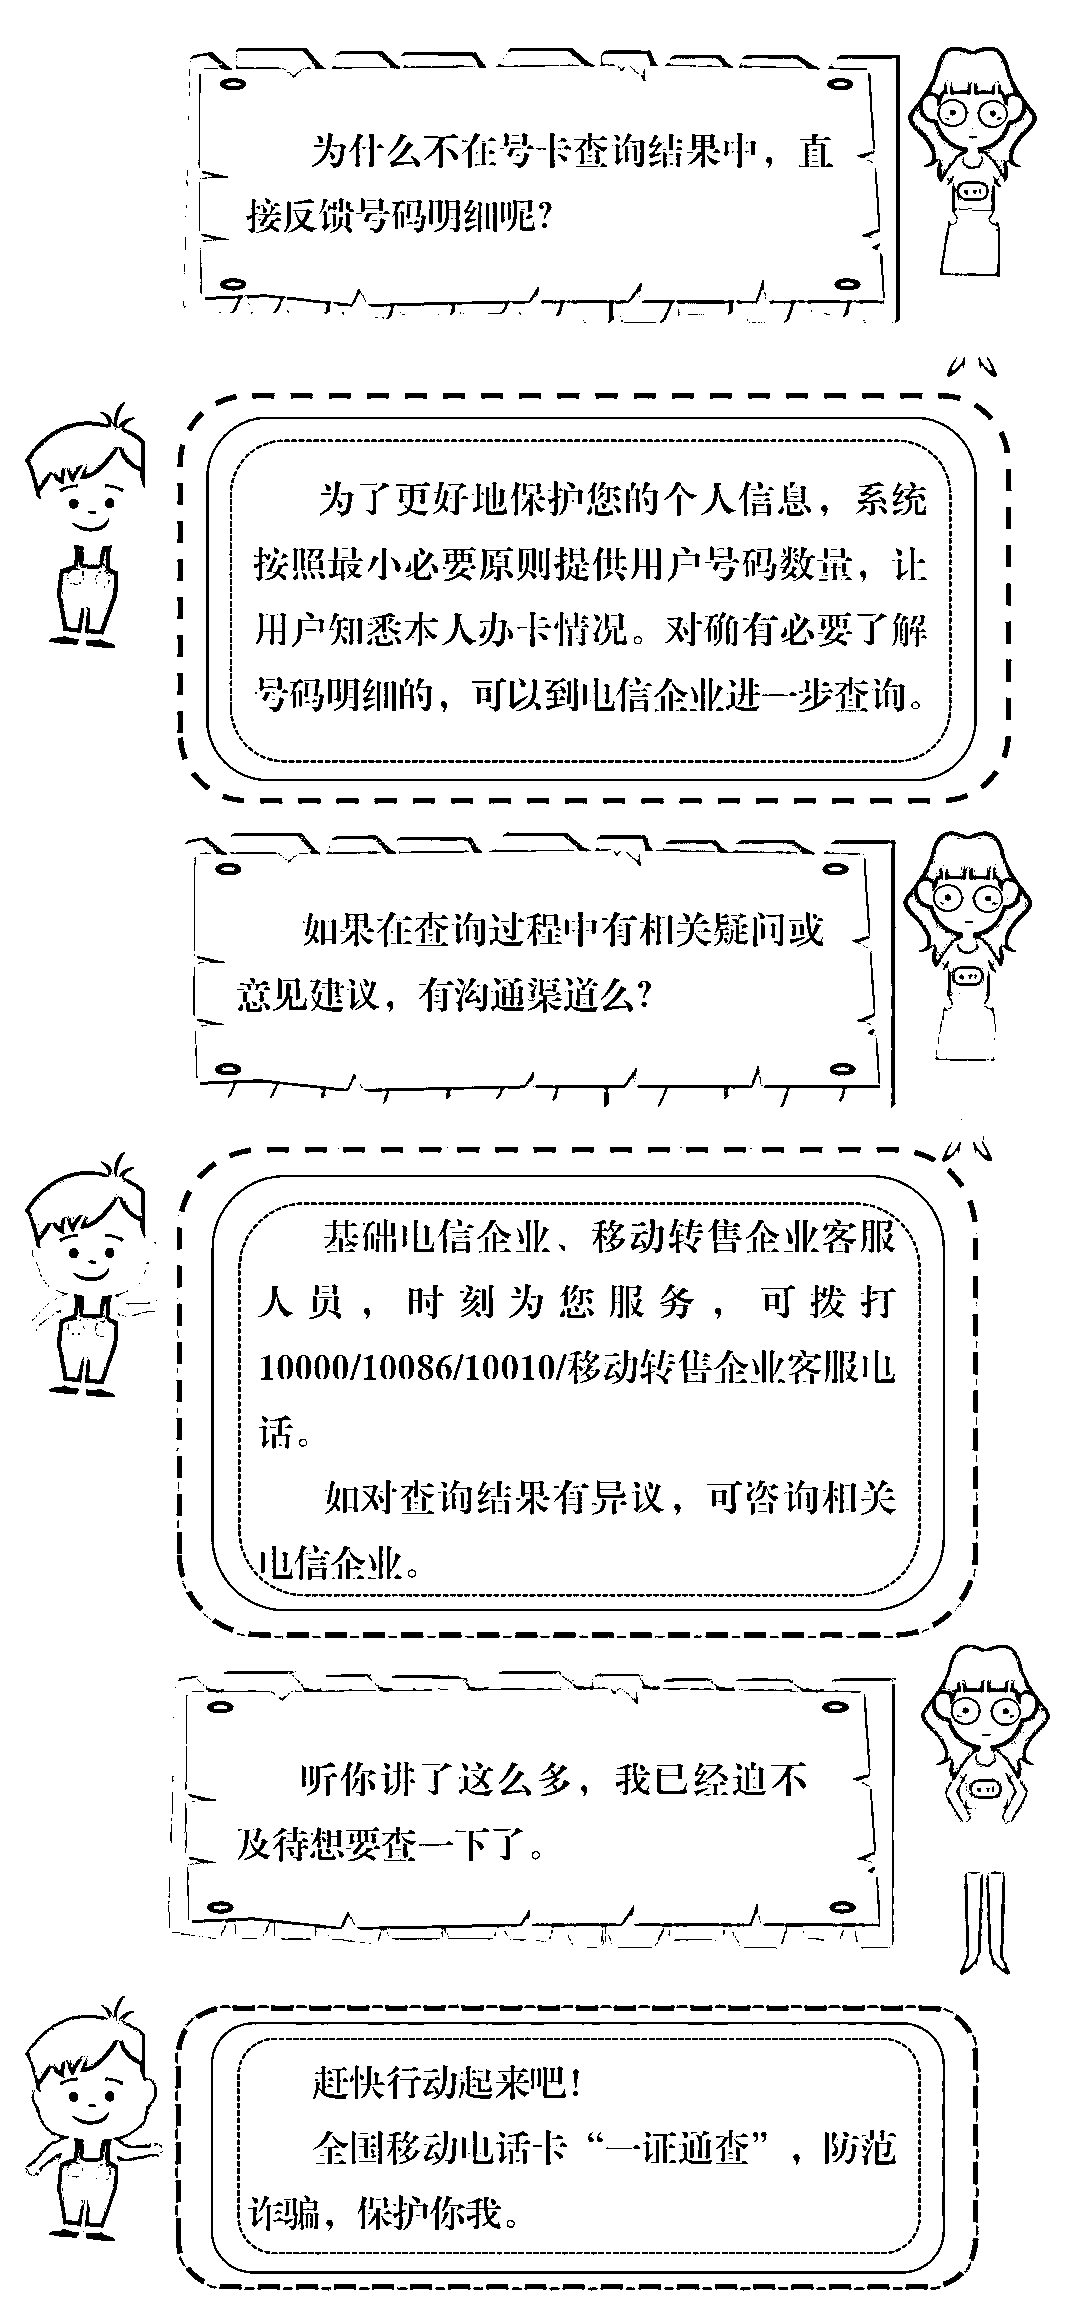 为什么不在号卡查询结果中，直
接反馈号码明细呢？
为了更好地保护您的个人信息，系统
按照最小必要原则提供用户号码数量，让
用户知悉本人办卡情况。对确有必要了解
号码明细的，可以到电信企业进一步查询。
如果在查询过程中有相关疑问或
意见建议，有沟通渠道么？
基础电信企业、移动转售企业客服
人员，时刻为您服务，可拨打
10000/10086/10010/移动转售企业客服电
话。
如对查询结果有异议，可咨询相关
电信企业。
听你讲了这么多，我已经迫不
及待想要查一下了。
赶快行动起来吧！
全国移动电话卡“一证通查”，防范
诈骗，保护你我。